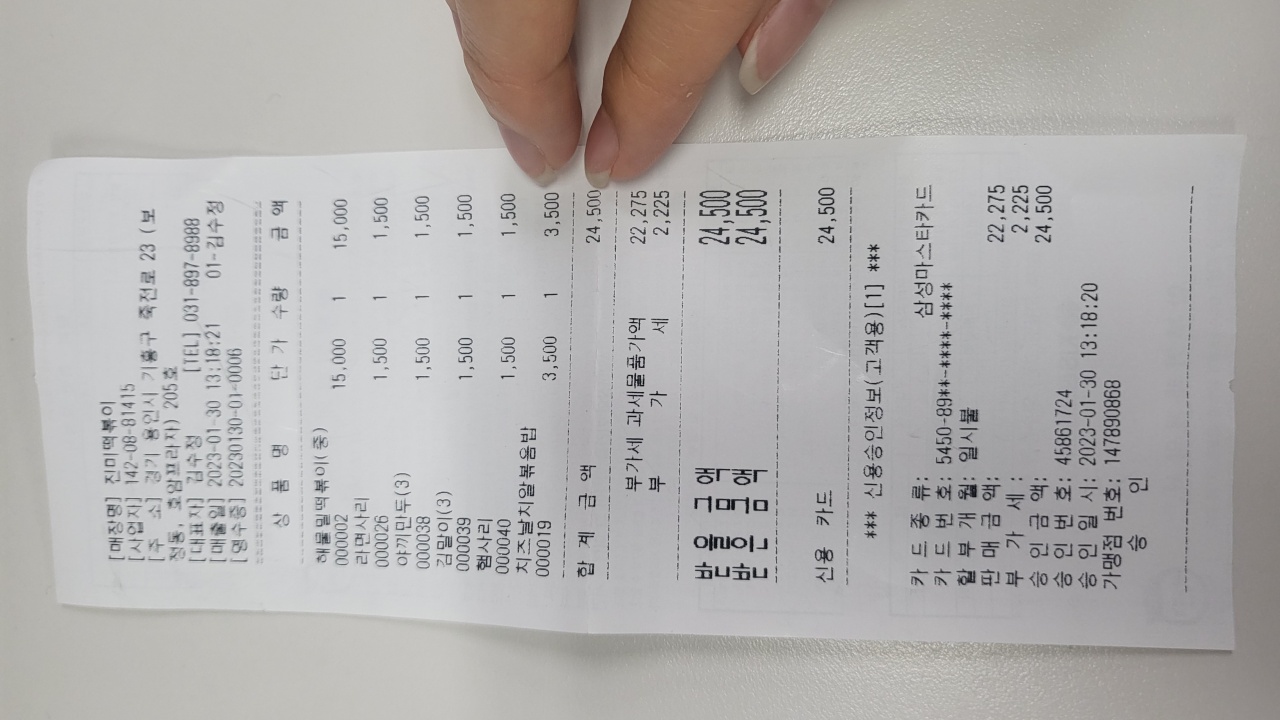 [매장명] 진미떡볶이
[사업자] 142-08-81415
[주 소] 경기 용인시 기흥구 죽전로 23 (보
정동, 호암프라자) 205호
[대표자] 김수정 [TEL] 031-897-8988
[매출일] 2023-01-30 13:18:21 01-김수정
[영수증] 20230130-01-0006
상 품 명 단 가 수량 금 액
해물밀떡볶이(중)
000002 15,000 1 15,000
라면사리
000026 1,500 1 1,500
야끼만두(3)
000038 1,500 1 1,500
김말이(3)
000039 1,500 1 1,500
햄사리
000040 1,500 1 1,500
치즈날치알볶음밥
000019 3,500 1 3,500
합 계 금 액 24,500
부가세 과세물품가액 22,275
부 가 세 2,225
받을금액 24,500
받은금액 24,500
신용 카드 24,500
*** 신용승인정보(고객용)[1] ***
카 드 종 류: 삼성마스타카드
카 드 번 호: 5450-89**-****-****
할 부 개 월: 일시불
판 매 금 액: 22,275
부 가 세 : 2,225
승 인 금 액: 24,500
승 인 번 호: 45861724
승 인 일 시: 2023-01-30 13:18:20
가맹점 번호: 147890868
승 인